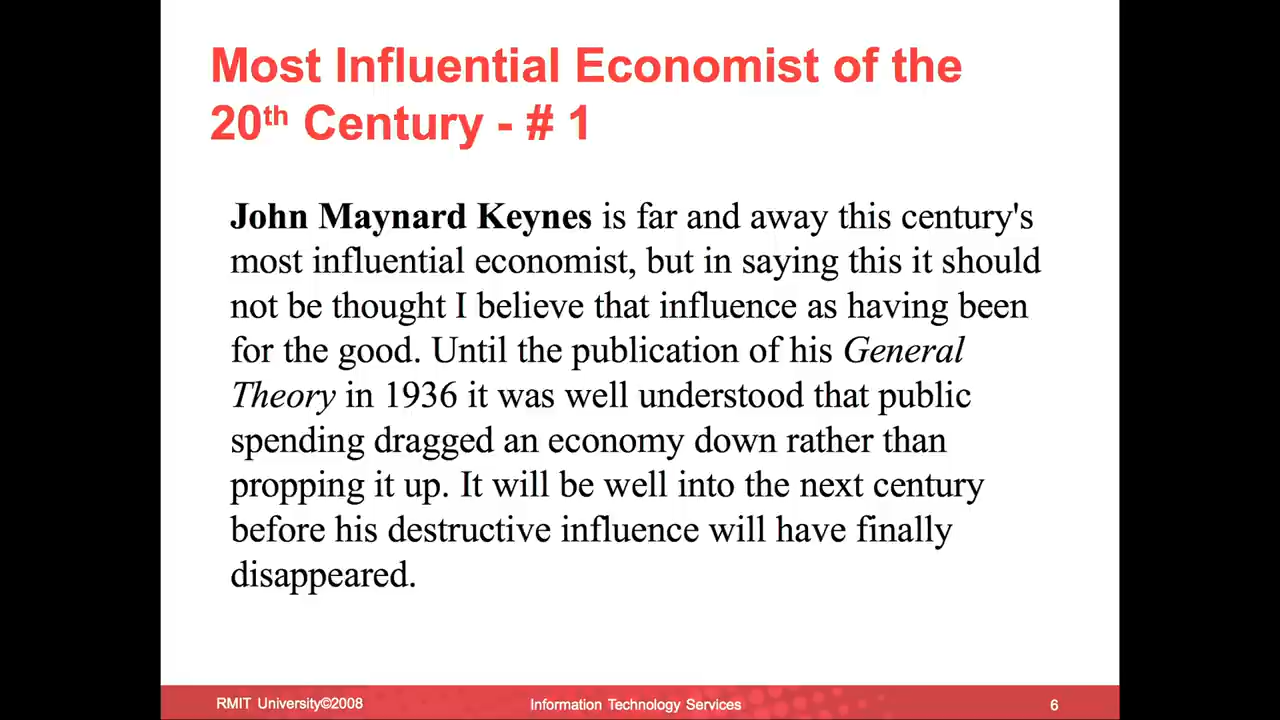 Most Influential Economist of the
20th Century - # 1
John Maynard Keynes is far and away this century's
most influential economist, but in saying this it should
not be thought I believe that influence as having been
for the good. Until the publication of his General
Theory in 1936 it was well understood that public
spending dragged an economy down rather than
propping it up. It will be well into the next century
before his destructive influence will have finally
disappeared.
RMIT University©2008
Information Technology Services
6